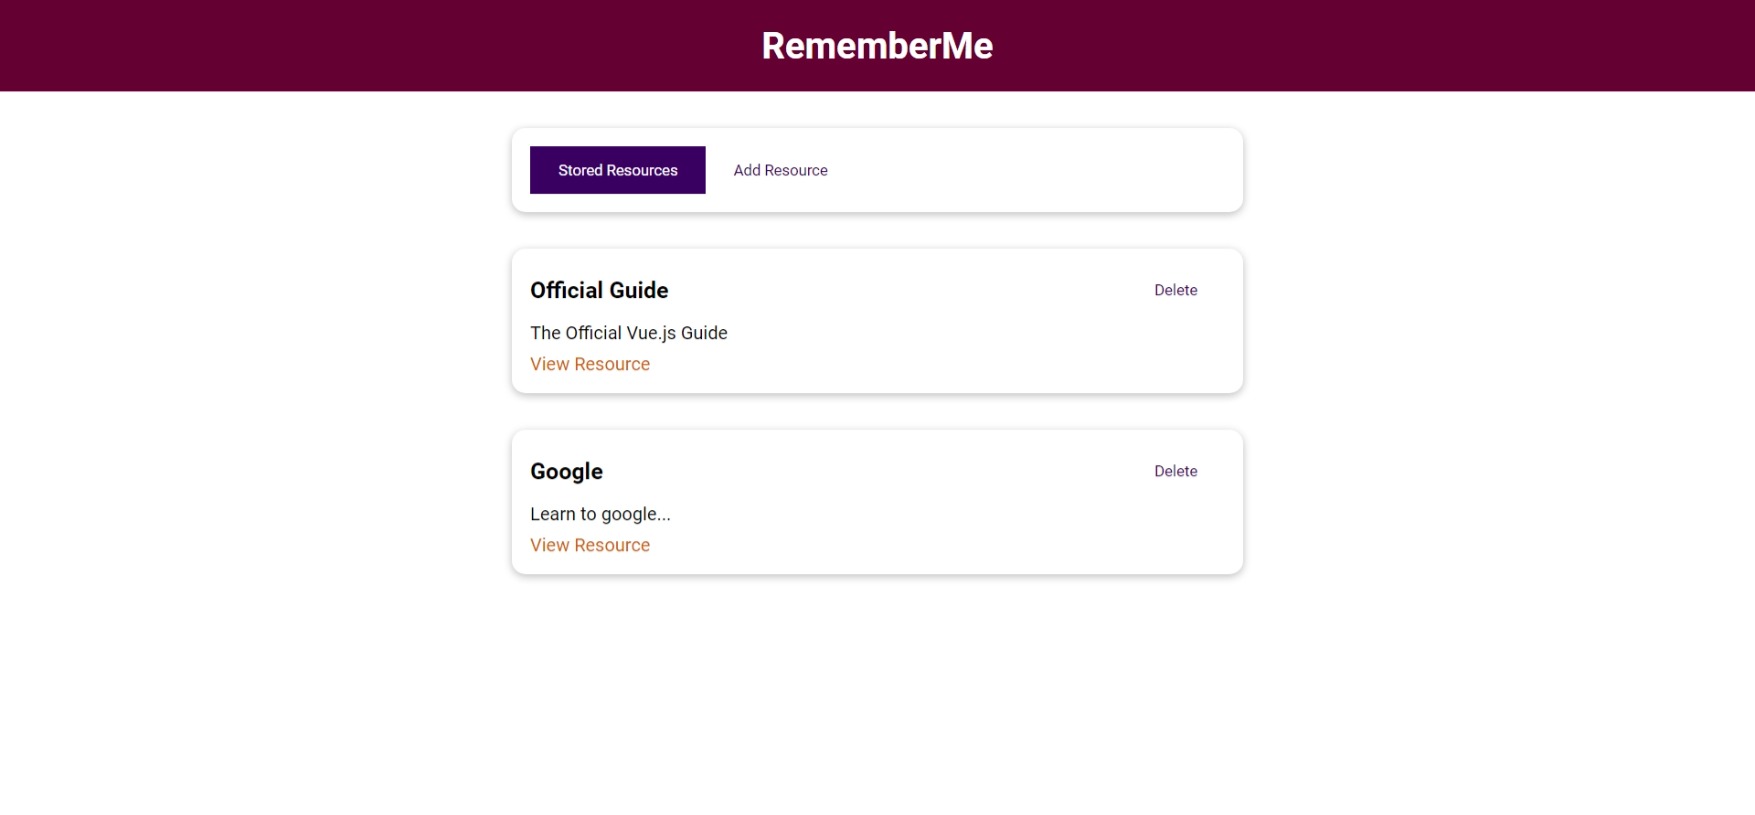 RememberMe
Stored Resources Add Resource
Official Guide Delete
The Official Vue.js Guide
View Resource
Google Delete
Learn to google...
View Resource